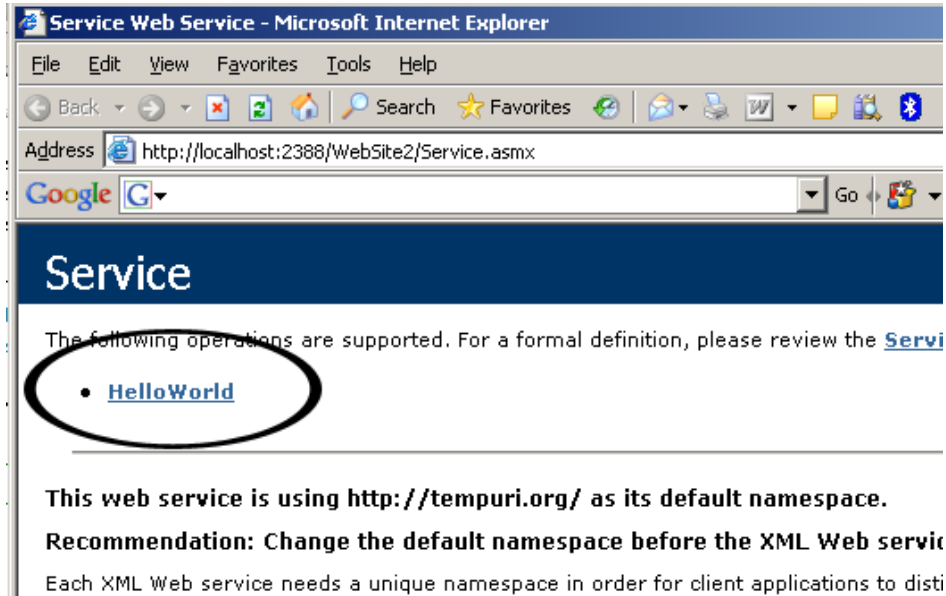 Service Web Service - Microsoft Internet Explorer
File Edit View Favorites Tools Help
Back Search Favorites
Address http://localhost:2388/WebSite2/Service.asmx
Google G Go
Service
The following operations are supported. For a formal definition, please review the Servi
HelloWorld
This web service is using http://tempuri.org/ as its default namespace.
Recommendation: Change the default namespace before the XML Web servic
Each XML Web service needs a unique namespace in order for client applications to disti